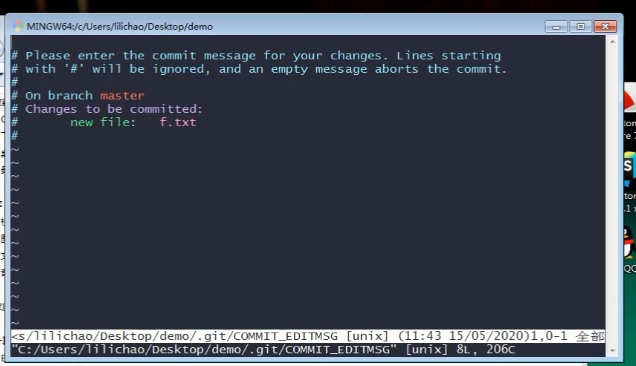 MINGW64:/c/Users/lilichao/Desktop/demo
# Please enter the commit message for your changes. Lines starting
# with '#' will be ignored, and an empty message aborts the commit.
#
# On branch master
# Changes to be committed:
#       new file:   f.txt
#
~
~
~
~
~
~
~
~
~
~
~
~
~
~
<s/lilichao/Desktop/demo/.git/COMMIT_EDITMSG [unix] (11:43 15/05/2020)1,0-1 全部
"C:/Users/lilichao/Desktop/demo/.git/COMMIT_EDITMSG" [unix] 8L, 206C